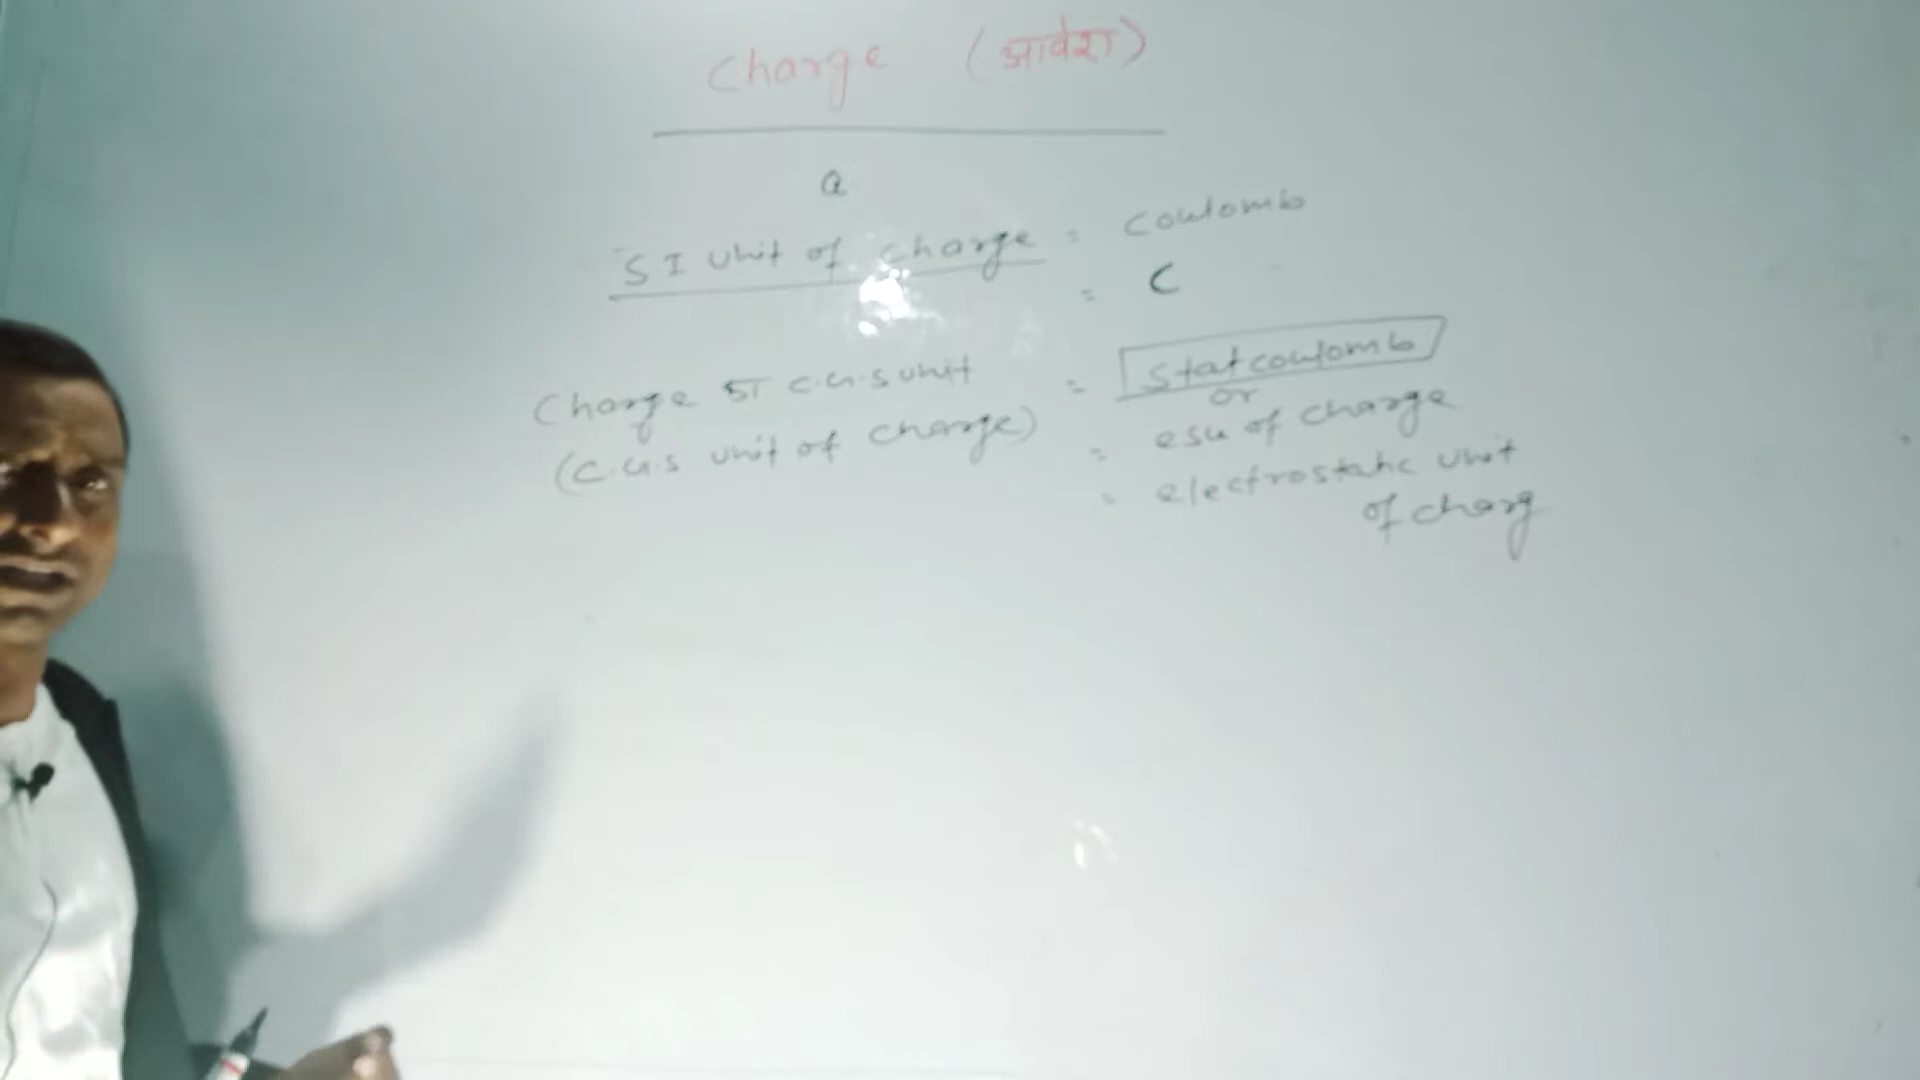 Charge (आवेश)
Q
SI unit of charge = coulomb
= C
Charge का C.G.S unit = Statcoulomb
or
(C.G.S unit of charge) = esu of charge
= electrostatic unit
of charg